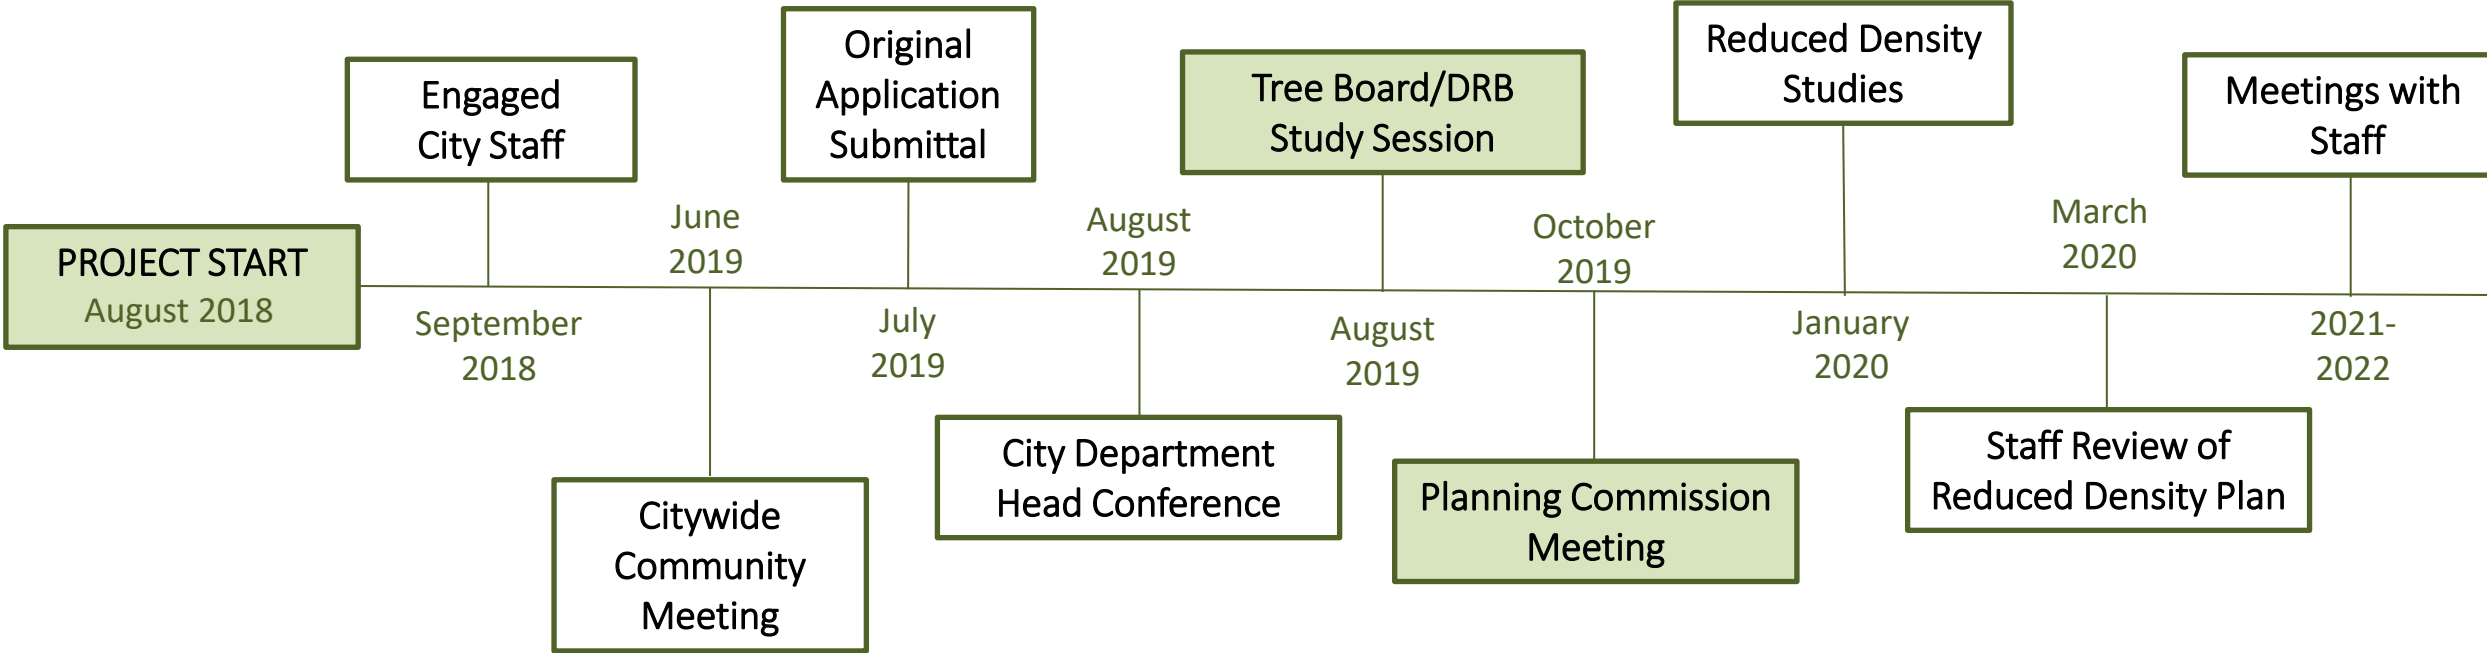 PROJECT START
August 2018
Engaged
City Staff
September
2018
June
2019
Citywide
Community
Meeting
Original
Application
Submittal
July
2019
August
2019
City Department
Head Conference
Tree Board/DRB
Study Session
August
2019
October
2019
Planning Commission
Meeting
Reduced Density
Studies
January
2020
March
2020
Staff Review of
Reduced Density Plan
Meetings with
Staff
2021-
2022